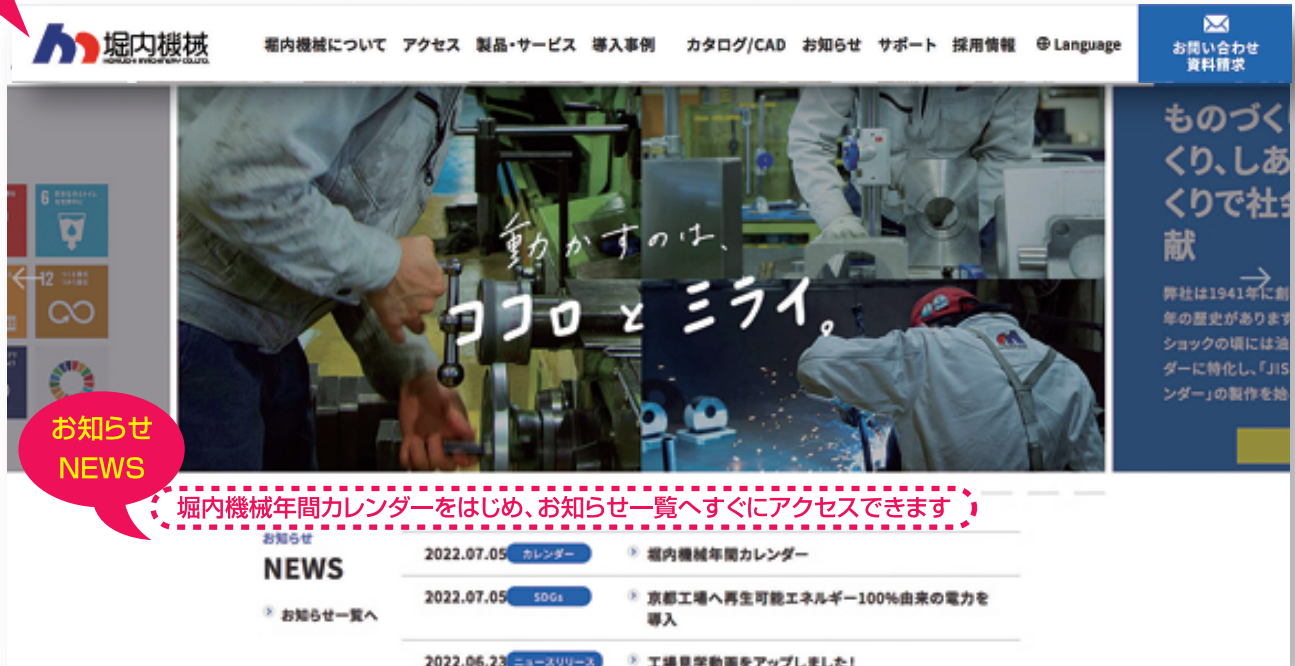 堀内機械
HORIUCHI MACHINERY CO.,LTD.
堀内機械について アクセス 製品・サービス 導入事例 カタログ/CAD お知らせ サポート 採用情報 Language
お問い合わせ
資料請求
6
12
動かすのは、
ココロとミライ。
ものづく
くり、しあ
くりで社会
献
弊社は1941年に創
年の歴史があります
ショックの頃には油
ダーに特化し、「JIS
ンダー」の製作を始
お知らせ
NEWS
堀内機械年間カレンダーをはじめ、お知らせ一覧へすぐにアクセスできます
お知らせ
NEWS
お知らせ一覧へ
2022.07.05 カレンダー 堀内機械年間カレンダー
2022.07.05 SDGs 京都工場へ再生可能エネルギー100%由来の電力を
導入
2022.06.23 ニュースリリース 工場見学動画をアップしました!